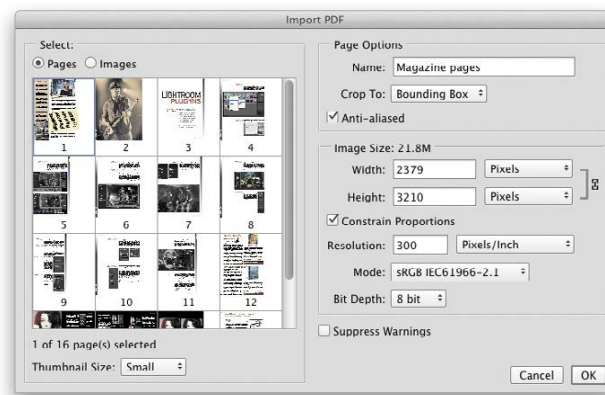 Import PDF
Select:
Pages
Images
LIGHTROOM
PLUGINS
1
2
3
4
5
6
7
8
9
10
11
12
1 of 16 page(s) selected
Thumbnail Size: Small
Page Options
Name: Magazine pages
Crop To: Bounding Box
Anti-aliased
Image Size: 21.8M
Width: 2379 Pixels
Height: 3210 Pixels
Constrain Proportions
Resolution: 300 Pixels/Inch
Mode: sRGB IEC61966-2.1
Bit Depth: 8 bit
Suppress Warnings
Cancel
OK